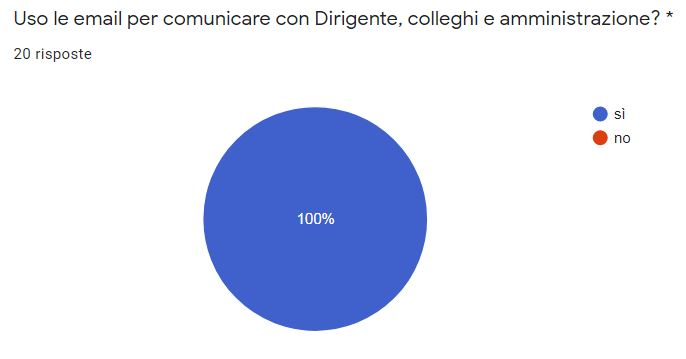 Uso le email per comunicare con Dirigente, colleghi e amministrazione? *
20 risposte
sì
no
100%